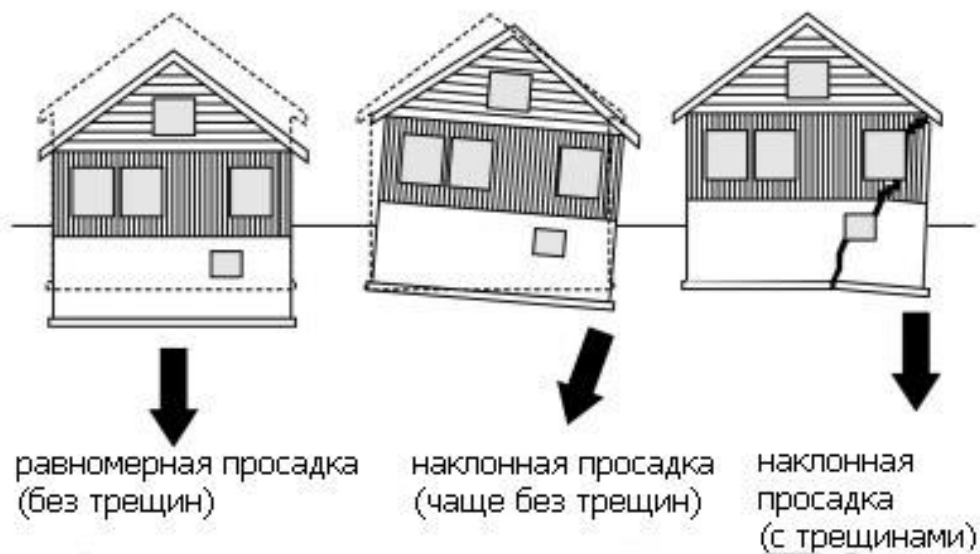 равномерная просадка
(без трещин)
наклонная просадка
(чаще без трещин)
наклонная
просадка
(с трещинами)